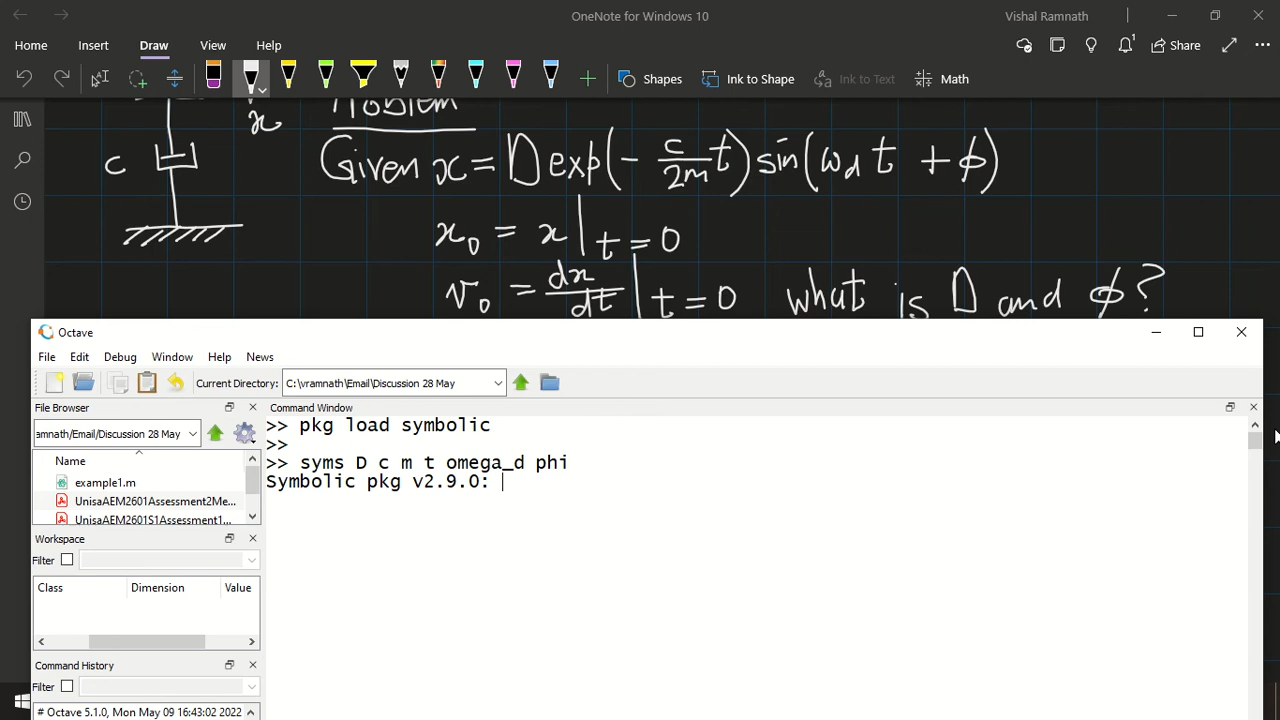 OneNote for Windows 10
Vishal Ramnath
Home Insert Draw View Help
Share
Shapes Ink to Shape Ink to Text Math
Problem
x
c
Given x = D exp(- c/2m t) sin(ω_d t + φ)
x_0 = x | t = 0
v_0 = dx/dt | t = 0 what is D and φ?
Octave
File Edit Debug Window Help News
Current Directory: C:\vramnath\Email\Discussion 28 May
File Browser
amnath/Email/Discussion 28 May
Name
example1.m
UnisaAEM2601Assessment2Me...
UnisaAEM2601S1Assessment1...
Workspace
Filter
Class Dimension Value
Command History
Filter
# Octave 5.1.0, Mon May 09 16:43:02 2022
Command Window
>> pkg load symbolic
>>
>> syms D c m t omega_d phi
Symbolic pkg v2.9.0: